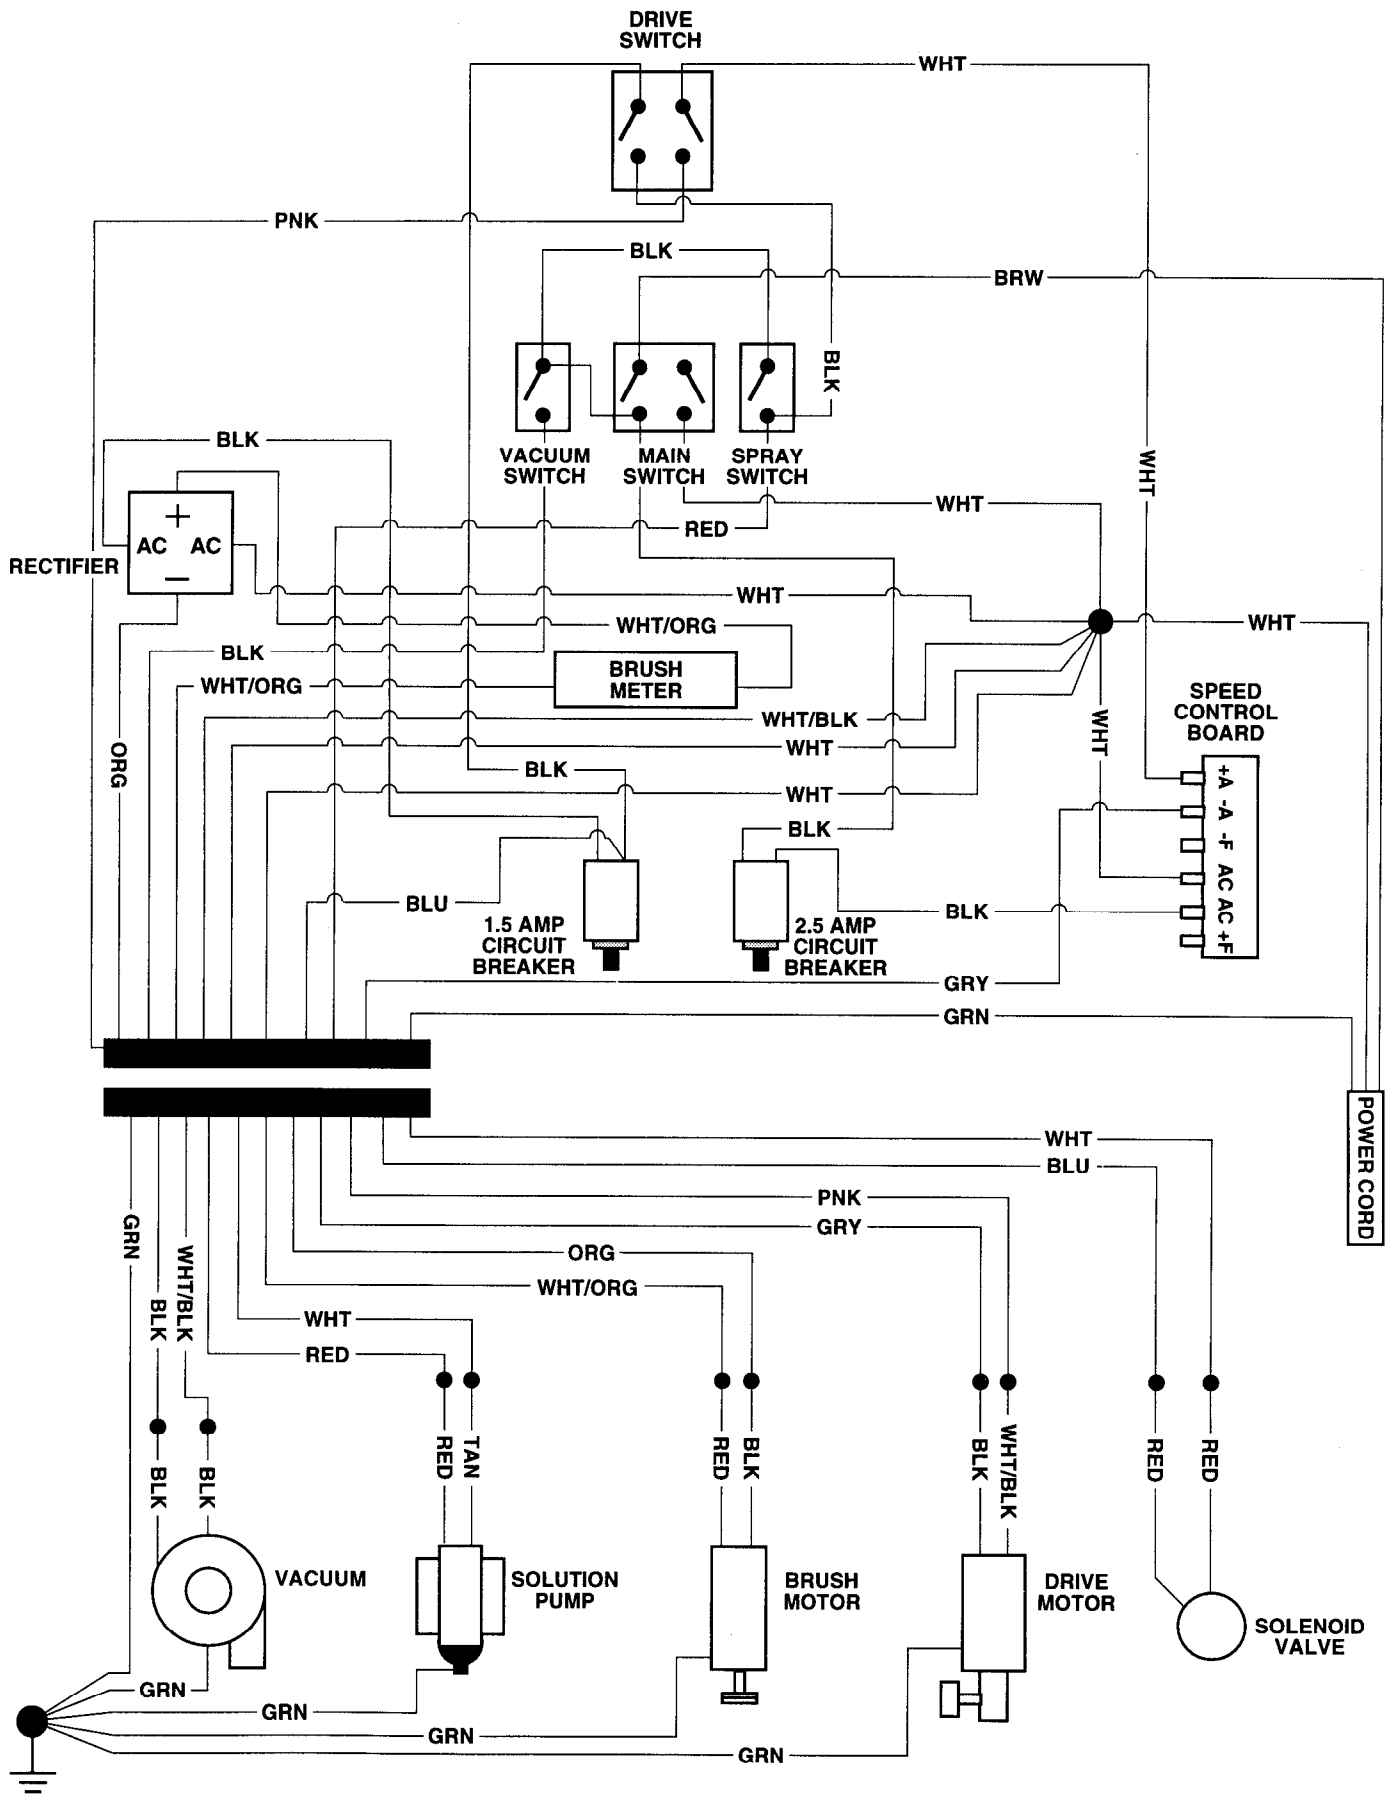 DRIVE
SWITCH
WHT
PNK
BLK
BRW
BLK
VACUUM
SWITCH
MAIN
SWITCH
SPRAY
SWITCH
BLK
WHT
WHT
RED
+
AC AC
−
RECTIFIER
WHT
WHT/ORG
WHT
BLK
BRUSH
METER
WHT/ORG
SPEED
CONTROL
BOARD
WHT/BLK
WHT
WHT
ORG
BLK
WHT
+A
-A
-F
AC
AC
+F
BLK
BLU
1.5 AMP
CIRCUIT
BREAKER
2.5 AMP
CIRCUIT
BREAKER
BLK
GRY
GRN
POWER CORD
WHT
BLU
PNK
GRY
GRN
WHT/BLK
BLK
ORG
WHT/ORG
WHT
RED
BLK
BLK
RED
TAN
RED
BLK
BLK
WHT/BLK
RED
RED
VACUUM
SOLUTION
PUMP
BRUSH
MOTOR
DRIVE
MOTOR
SOLENOID
VALVE
GRN
GRN
GRN
GRN